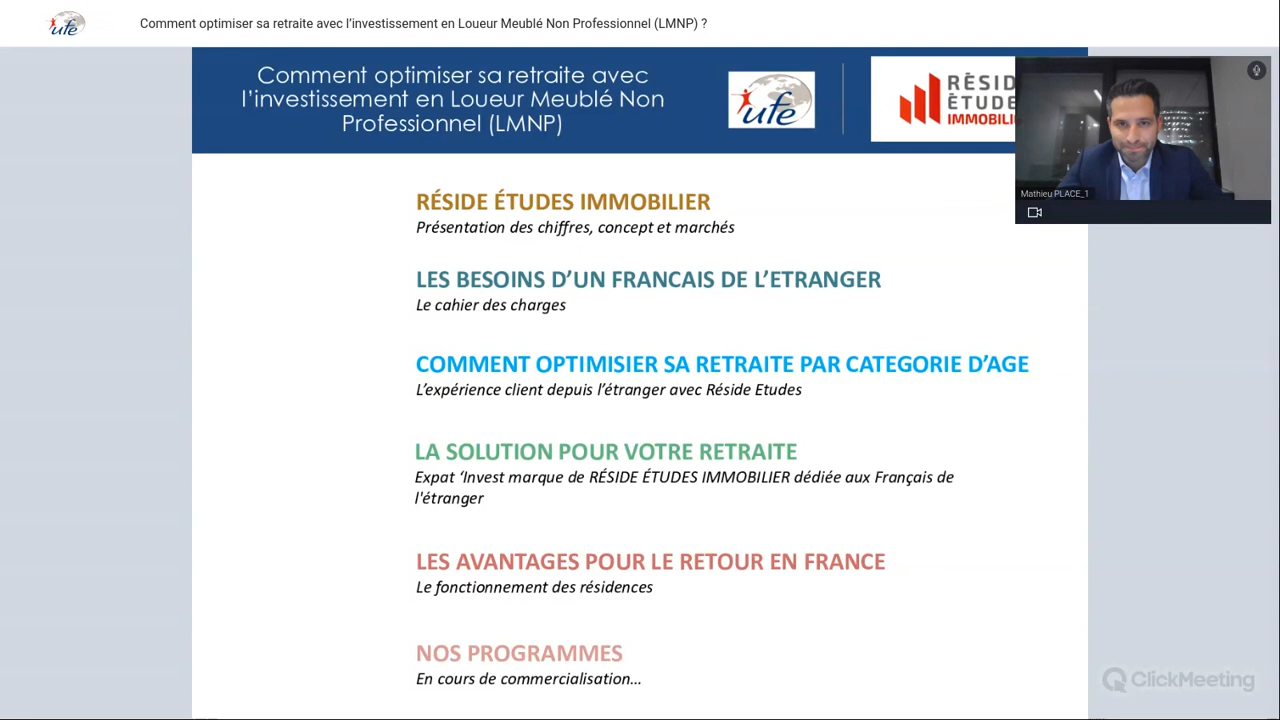 Comment optimiser sa retraite avec l'investissement en Loueur Meublé Non Professionnel (LMNP) ?
ufe
Comment optimiser sa retraite avec
l'investissement en Loueur Meublé Non
Professionnel (LMNP)
ufe
RÉSID
ÉTUDE
IMMOBILI
Mathieu PLACE_1
RÉSIDE ÉTUDES IMMOBILIER
Présentation des chiffres, concept et marchés
LES BESOINS D'UN FRANCAIS DE L'ETRANGER
Le cahier des charges
COMMENT OPTIMISIER SA RETRAITE PAR CATEGORIE D'AGE
L'expérience client depuis l'étranger avec Réside Etudes
LA SOLUTION POUR VOTRE RETRAITE
Expat 'Invest marque de RÉSIDE ÉTUDES IMMOBILIER dédiée aux Français de
l'étranger
LES AVANTAGES POUR LE RETOUR EN FRANCE
Le fonctionnement des résidences
NOS PROGRAMMES
En cours de commercialisation...
ClickMeeting